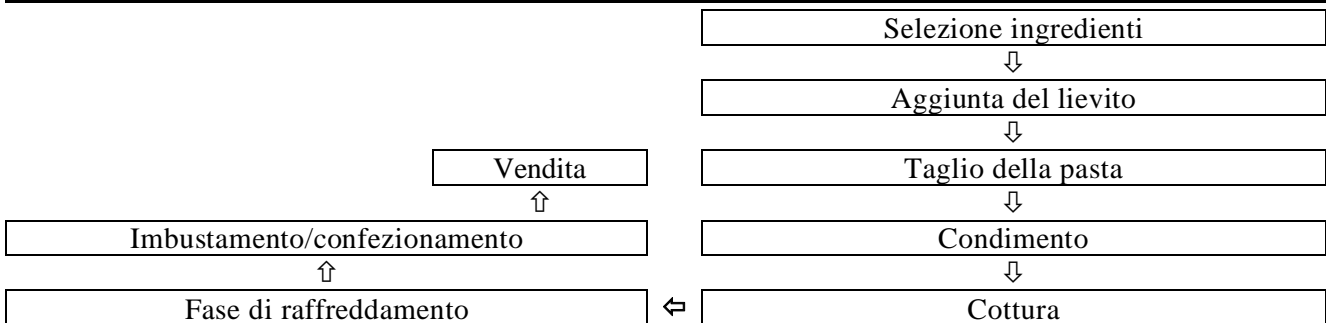 Selezione ingredienti
⇩
Aggiunta del lievito
⇩
Taglio della pasta
⇩
Condimento
⇩
Cottura
⇦
Fase di raffreddamento
⇧
Imbustamento/confezionamento
⇧
Vendita